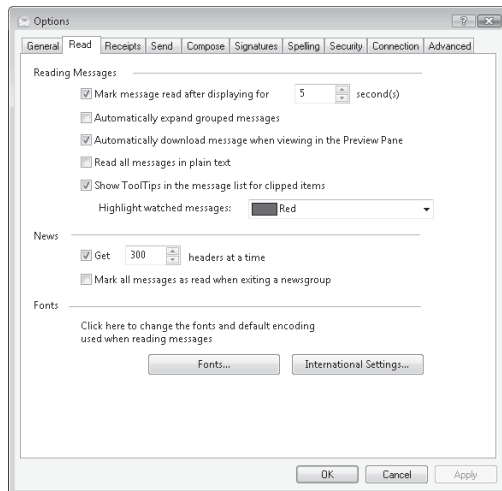 Options
General Read Receipts Send Compose Signatures Spelling Security Connection Advanced
Reading Messages
Mark message read after displaying for 5 second(s)
Automatically expand grouped messages
Automatically download message when viewing in the Preview Pane
Read all messages in plain text
Show ToolTips in the message list for clipped items
Highlight watched messages: Red
News
Get 300 headers at a time
Mark all messages as read when exiting a newsgroup
Fonts
Click here to change the fonts and default encoding
used when reading messages
Fonts... International Settings...
OK Cancel Apply